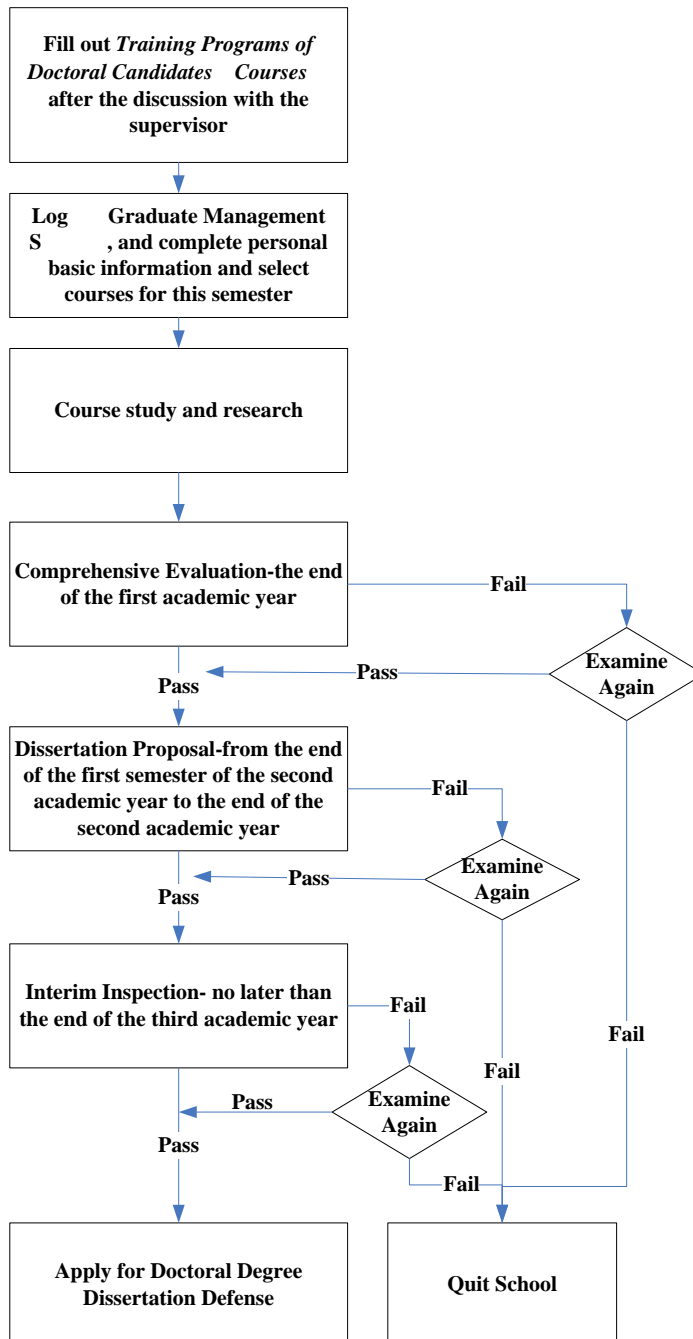 Fill out Training Programs of
Doctoral Candidates Courses
after the discussion with the
supervisor
Log Graduate Management
S , and complete personal
basic information and select
courses for this semester
Course study and research
Comprehensive Evaluation-the end
of the first academic year
Fail
Examine
Again
Pass
Pass
Dissertation Proposal-from the end
of the first semester of the second
academic year to the end of the
second academic year
Fail
Examine
Again
Pass
Pass
Interim Inspection- no later than
the end of the third academic year
Fail
Fail
Fail
Examine
Again
Pass
Pass
Fail
Apply for Doctoral Degree
Dissertation Defense
Quit School